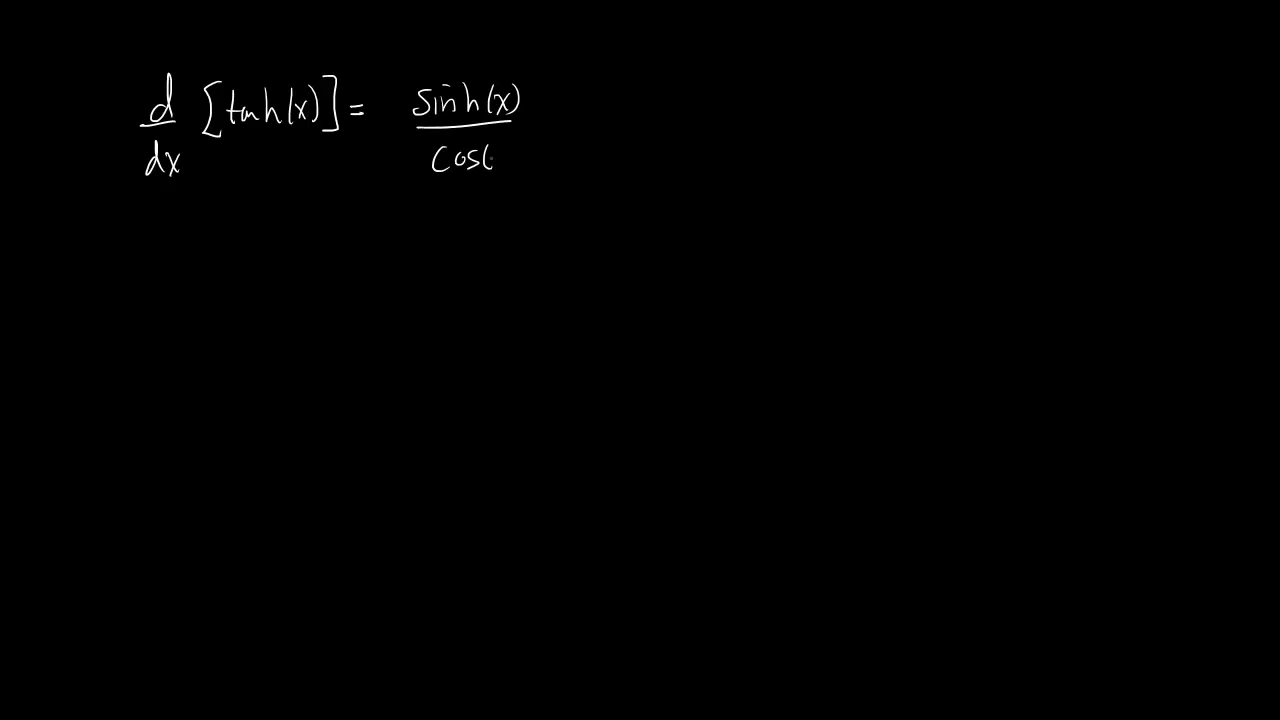 d/dx [tanh(x)] = sinh(x)/cos(